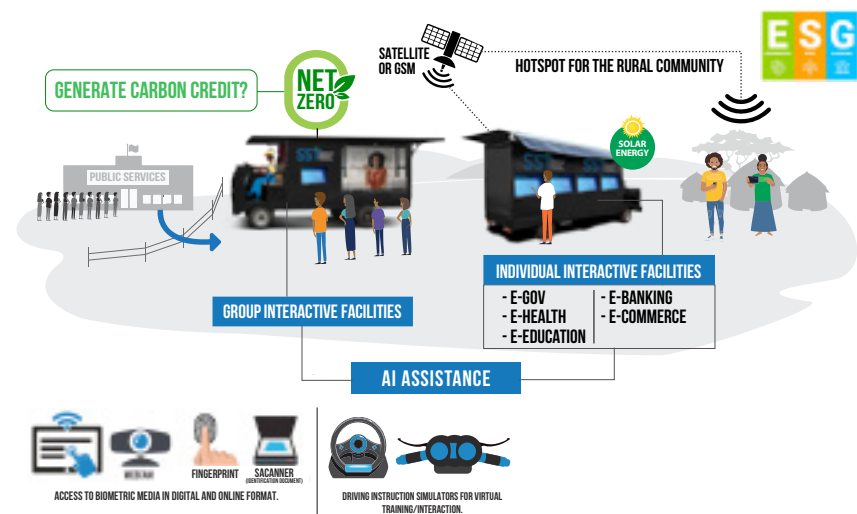 ESG
SATELLITE
OR GSM
HOTSPOT FOR THE RURAL COMMUNITY
GENERATE CARBON CREDIT?
NET
ZERO
SOLAR
ENERGY
PUBLIC SERVICES
INDIVIDUAL INTERACTIVE FACILITIES
- E-GOV
- E-HEALTH
- E-EDUCATION
- E-BANKING
- E-COMMERCE
GROUP INTERACTIVE FACILITIES
AI ASSISTANCE
FINGERPRINT
SACANNER
(IDENTIFICATION DOCUMENT)
ACCESS TO BIOMETRIC MEDIA IN DIGITAL AND ONLINE FORMAT.
DRIVING INSTRUCTION SIMULATORS FOR VIRTUAL
TRAINING/INTERACTION.